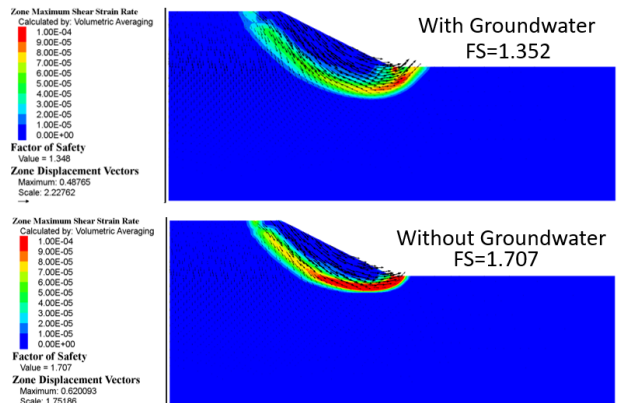 Zone Maximum Shear Strain Rate
Calculated by: Volumetric Averaging
1.00E-04
9.00E-05
8.00E-05
7.00E-05
6.00E-05
5.00E-05
4.00E-05
3.00E-05
2.00E-05
1.00E-05
0.00E+00
Factor of Safety
Value = 1.348
Zone Displacement Vectors
Maximum: 0.48765
Scale: 2.22762
With Groundwater
FS=1.352
Zone Maximum Shear Strain Rate
Calculated by: Volumetric Averaging
1.00E-04
9.00E-05
8.00E-05
7.00E-05
6.00E-05
5.00E-05
4.00E-05
3.00E-05
2.00E-05
1.00E-05
0.00E+00
Factor of Safety
Value = 1.707
Zone Displacement Vectors
Maximum: 0.620093
Scale: 1.75186
Without Groundwater
FS=1.707